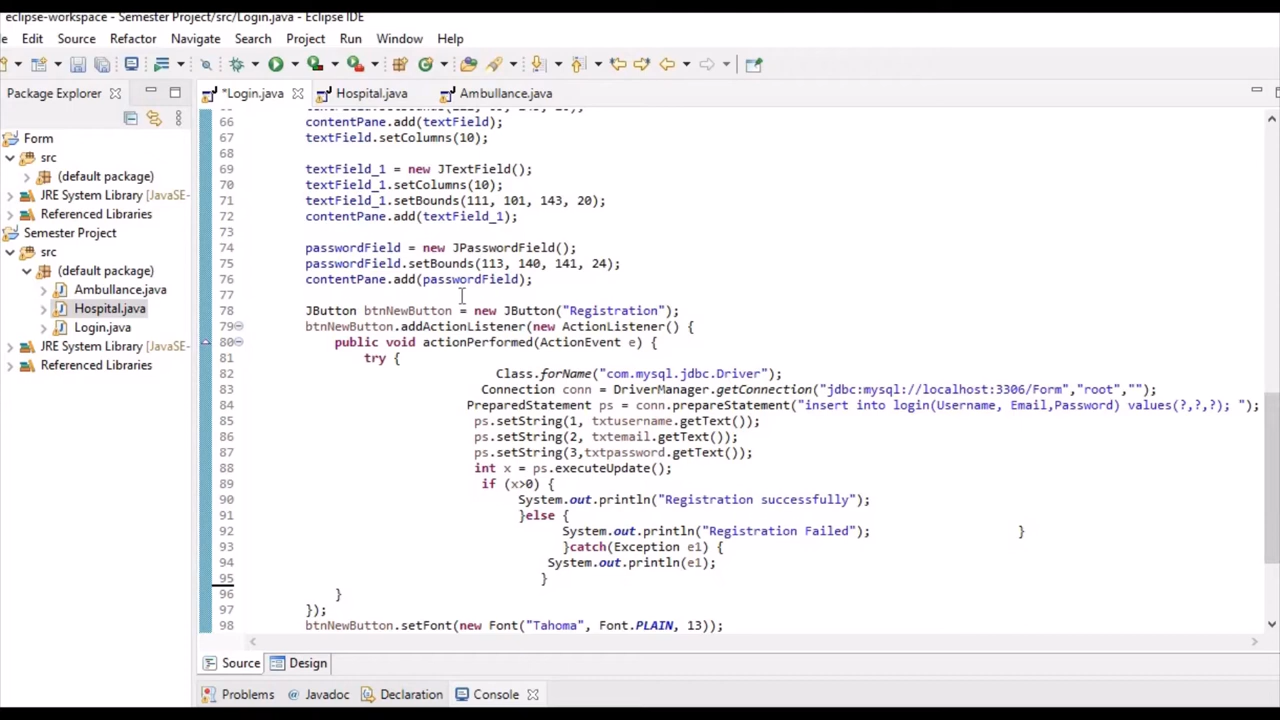 eclipse-workspace - Semester Project/src/Login.java - Eclipse IDE
Edit Source Refactor Navigate Search Project Run Window Help
Package Explorer
*Login.java Hospital.java Ambullance.java
Form
src
(default package)
JRE System Library [JavaSE-
Referenced Libraries
Semester Project
src
(default package)
Ambullance.java
Hospital.java
Login.java
JRE System Library [JavaSE-
Referenced Libraries
66 contentPane.add(textField);
67 textField.setColumns(10);
68
69 textField_1 = new JTextField();
70 textField_1.setColumns(10);
71 textField_1.setBounds(111, 101, 143, 20);
72 contentPane.add(textField_1);
73
74 passwordField = new JPasswordField();
75 passwordField.setBounds(113, 140, 141, 24);
76 contentPane.add(passwordField);
77
78 JButton btnNewButton = new JButton("Registration");
79 btnNewButton.addActionListener(new ActionListener() {
80 public void actionPerformed(ActionEvent e) {
81 try {
82 Class.forName("com.mysql.jdbc.Driver");
83 Connection conn = DriverManager.getConnection("jdbc:mysql://localhost:3306/Form","root","");
84 PreparedStatement ps = conn.prepareStatement("insert into login(Username, Email,Password) values(?,?,?); ");
85 ps.setString(1, txtusername.getText());
86 ps.setString(2, txtemail.getText());
87 ps.setString(3,txtpassword.getText());
88 int x = ps.executeUpdate();
89 if (x>0) {
90 System.out.println("Registration successfully");
91 }else {
92 System.out.println("Registration Failed"); }
93 }catch(Exception e1) {
94 System.out.println(e1);
95 }
96 }
97 });
98 btnNewButton.setFont(new Font("Tahoma", Font.PLAIN, 13));
Source Design
Problems Javadoc Declaration Console